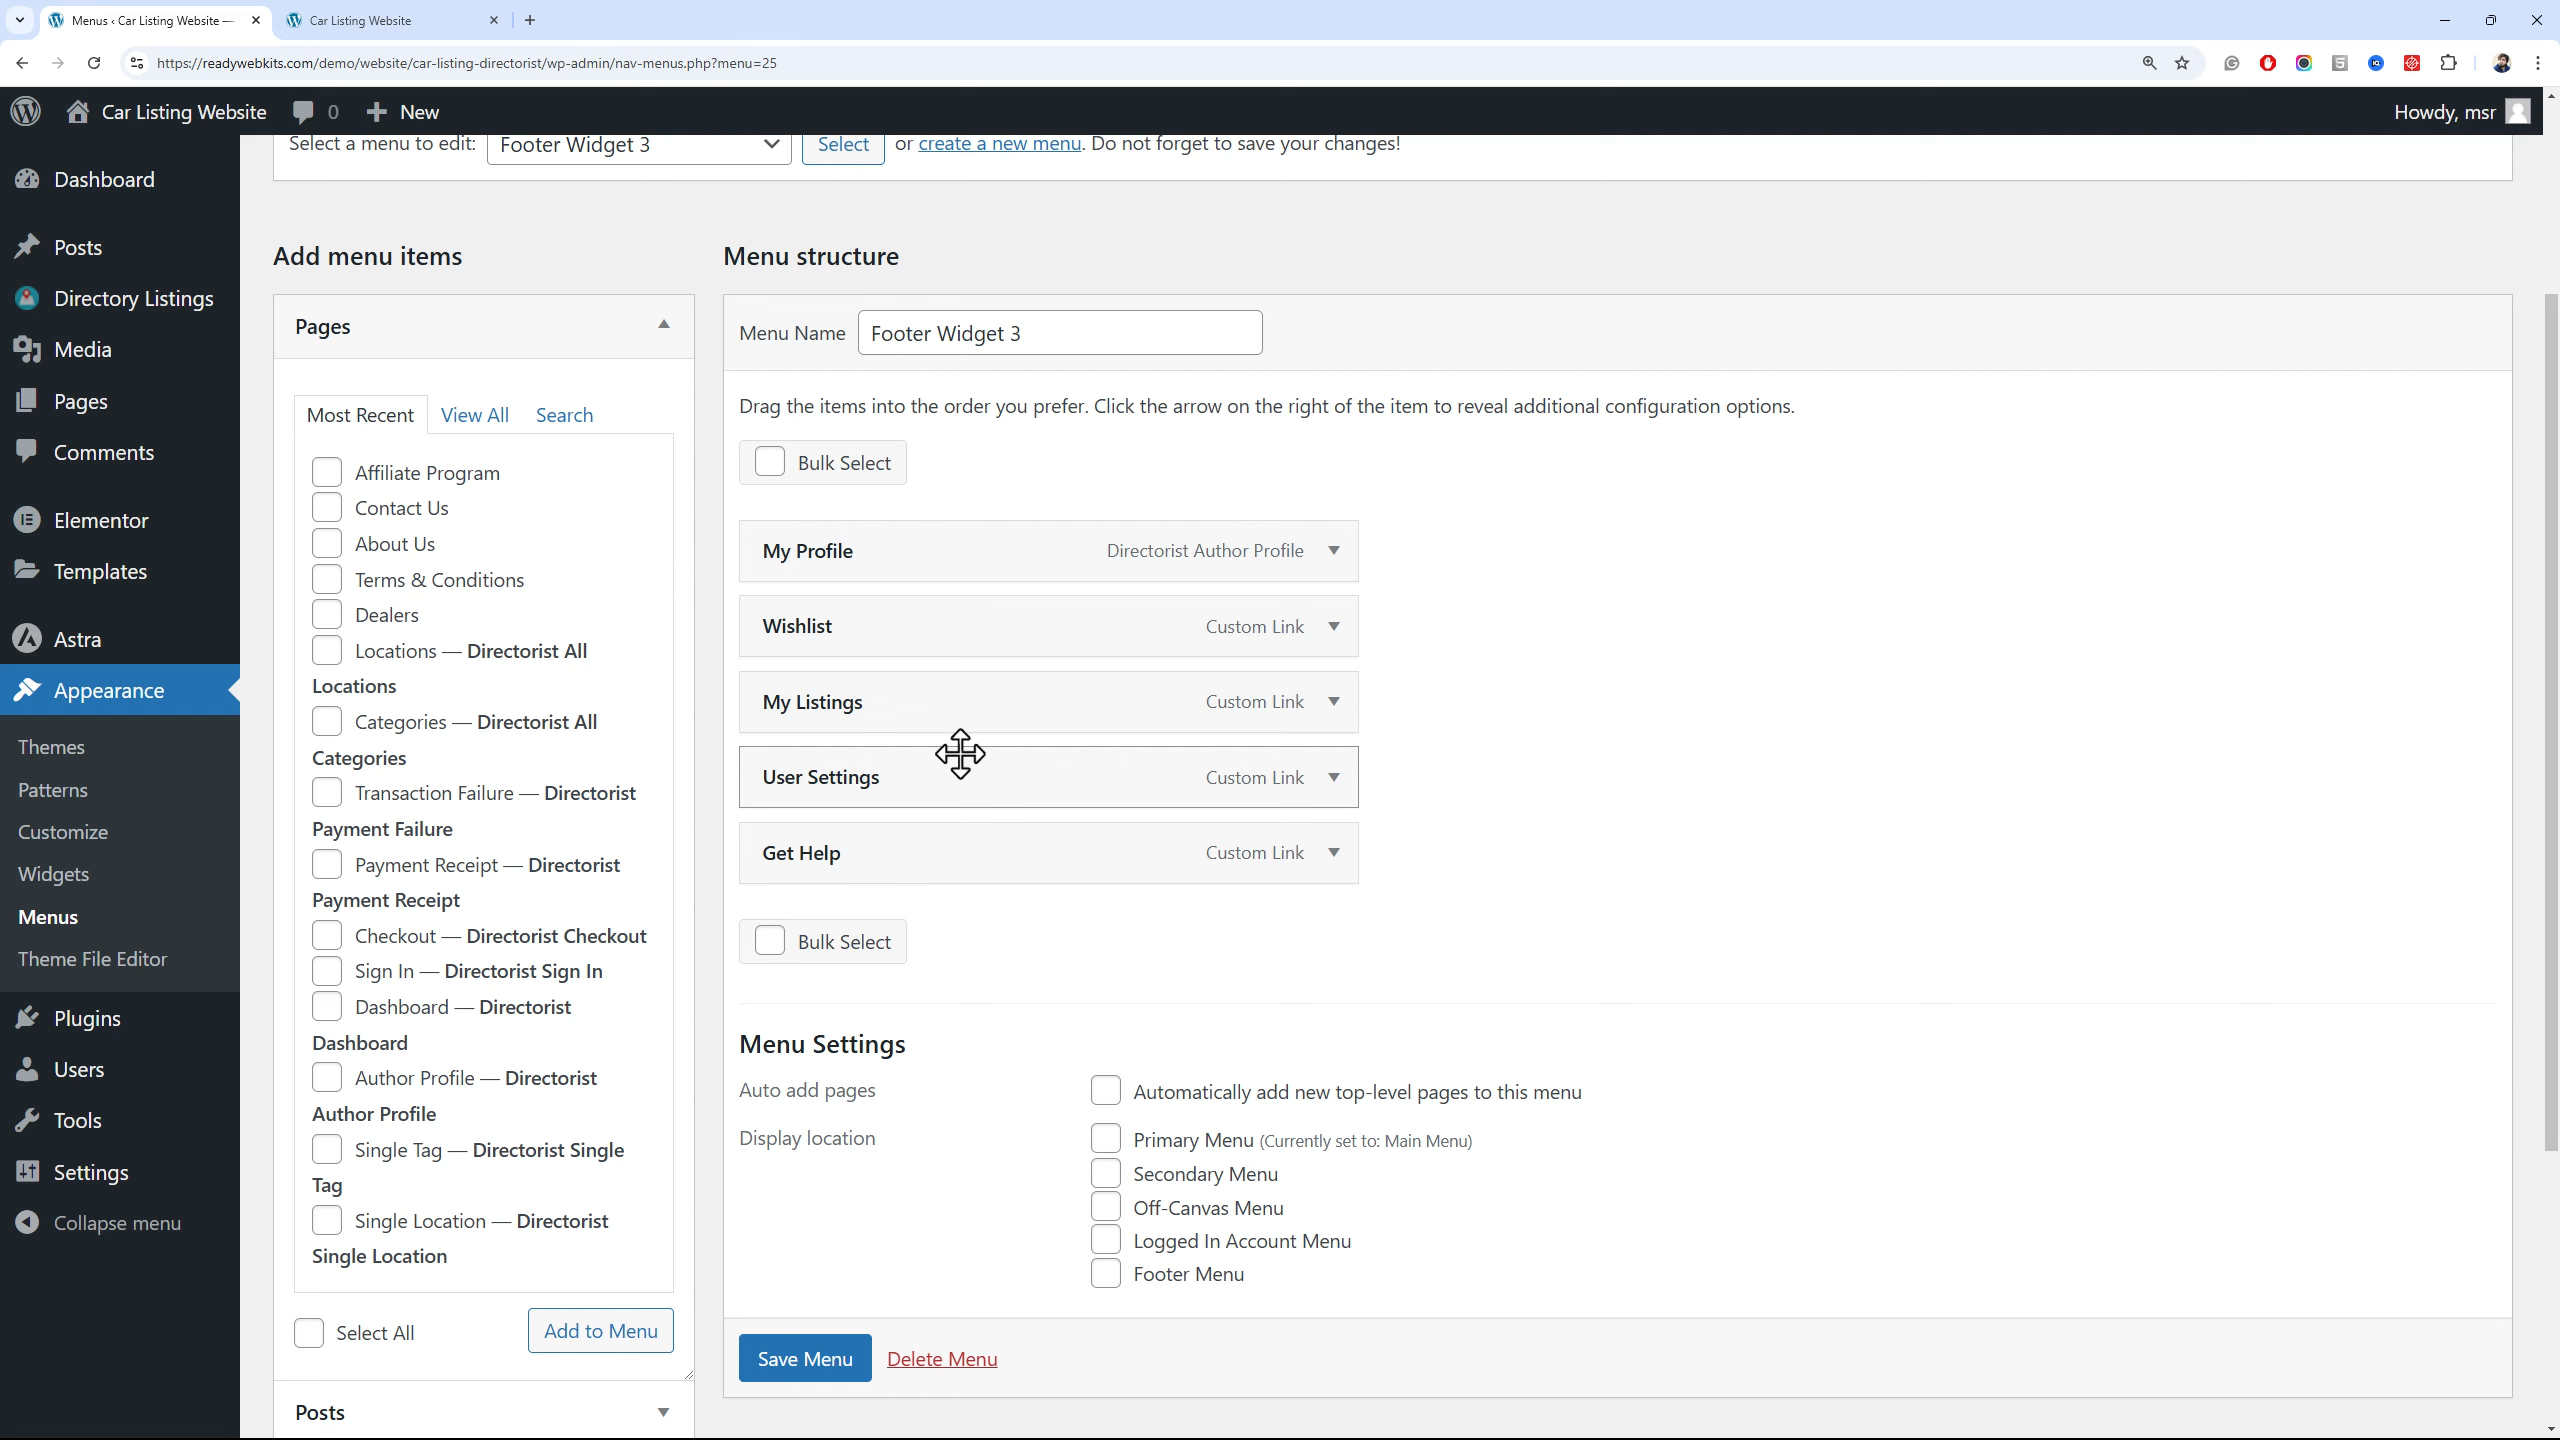 Menus ‹ Car Listing Website —
Car Listing Website
https://readywebkits.com/demo/website/car-listing-directorist/wp-admin/nav-menus.php?menu=25
Car Listing Website
0
New
Howdy, msr
Select a menu to edit: Footer Widget 3 Select or create a new menu. Do not forget to save your changes!
Dashboard
Posts
Directory Listings
Media
Pages
Comments
Elementor
Templates
Astra
Appearance
Themes
Patterns
Customize
Widgets
Menus
Theme File Editor
Plugins
Users
Tools
Settings
Collapse menu
Add menu items
Pages
Most Recent View All Search
Affiliate Program
Contact Us
About Us
Terms & Conditions
Dealers
Locations — Directorist All
Locations
Categories — Directorist All
Categories
Transaction Failure — Directorist
Payment Failure
Payment Receipt — Directorist
Payment Receipt
Checkout — Directorist Checkout
Sign In — Directorist Sign In
Dashboard — Directorist
Dashboard
Author Profile — Directorist
Author Profile
Single Tag — Directorist Single
Tag
Single Location — Directorist
Single Location
Select All
Add to Menu
Posts
Menu structure
Menu Name Footer Widget 3
Drag the items into the order you prefer. Click the arrow on the right of the item to reveal additional configuration options.
Bulk Select
My Profile Directorist Author Profile
Wishlist Custom Link
My Listings Custom Link
User Settings Custom Link
Get Help Custom Link
Bulk Select
Menu Settings
Auto add pages Automatically add new top-level pages to this menu
Display location Primary Menu (Currently set to: Main Menu)
Secondary Menu
Off-Canvas Menu
Logged In Account Menu
Footer Menu
Save Menu Delete Menu